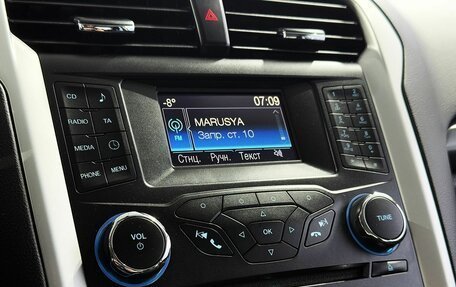 -8° 07:09
MARUSYA
FM
Запр. ст. 10
Стнц. Ручн. Текст
CD
RADIO TA
MEDIA
PHONE MENU
VOL
OK
TUNE